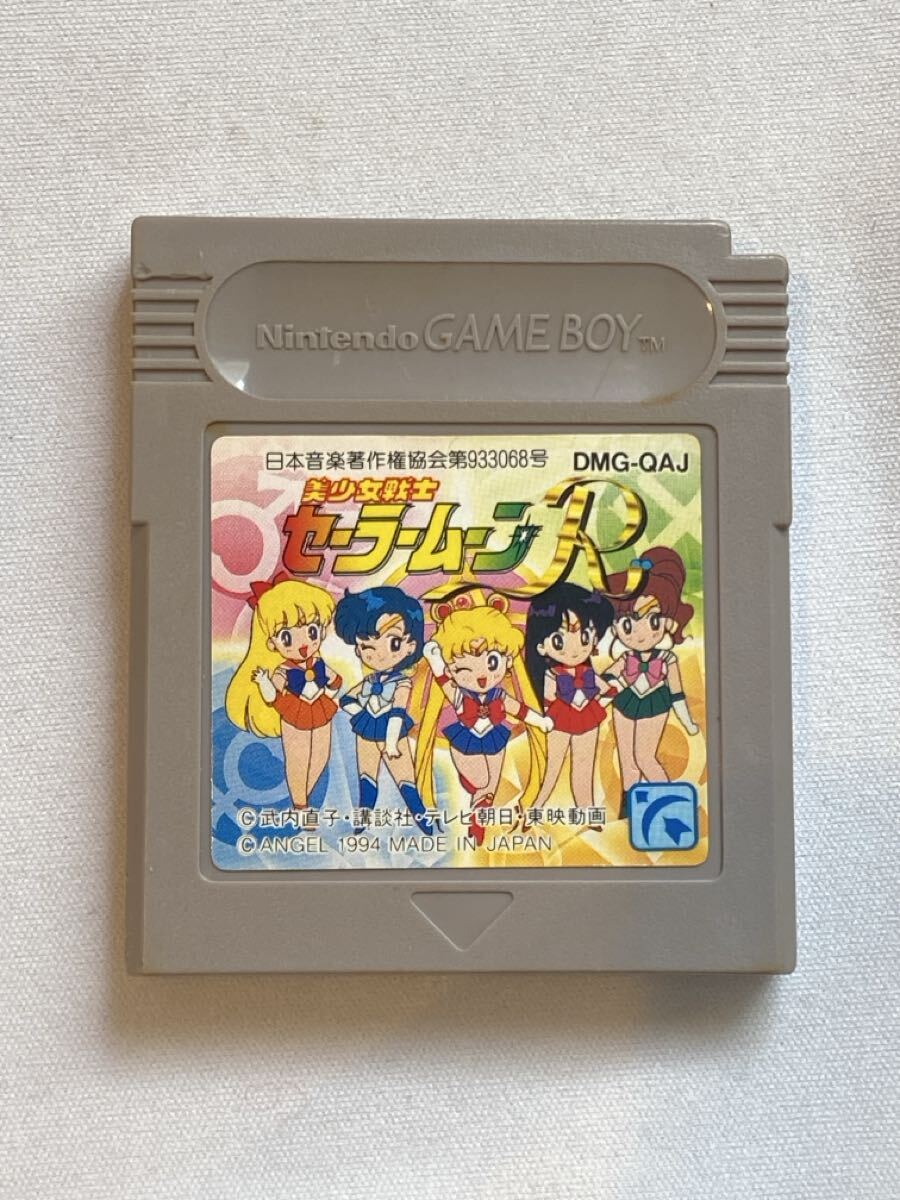 Nintendo GAME BOY TM
日本音楽著作権協会第933068号 DMG-QAJ
美少女戦士
セーラームーンR
© 武内直子・講談社・テレビ朝日・東映動画
© ANGEL 1994 MADE IN JAPAN